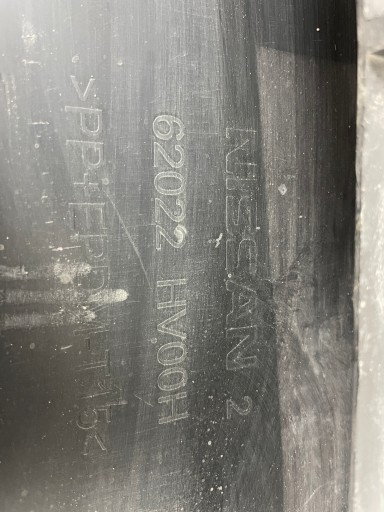 NISSAN 2
62022 HV00H
>PP+EPDM-T15<